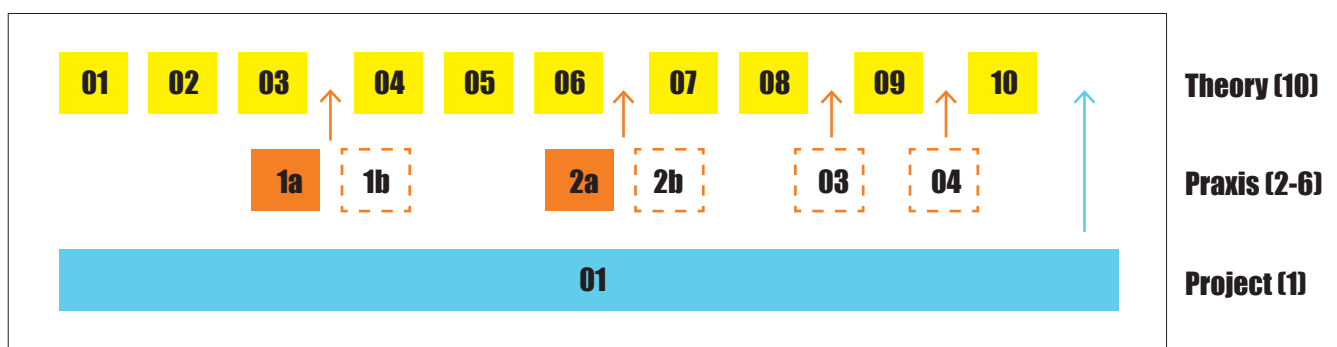 01 02 03 04 05 06 07 08 09 10 Theory (10)
1a 1b 2a 2b 03 04 Praxis (2-6)
01 Project (1)